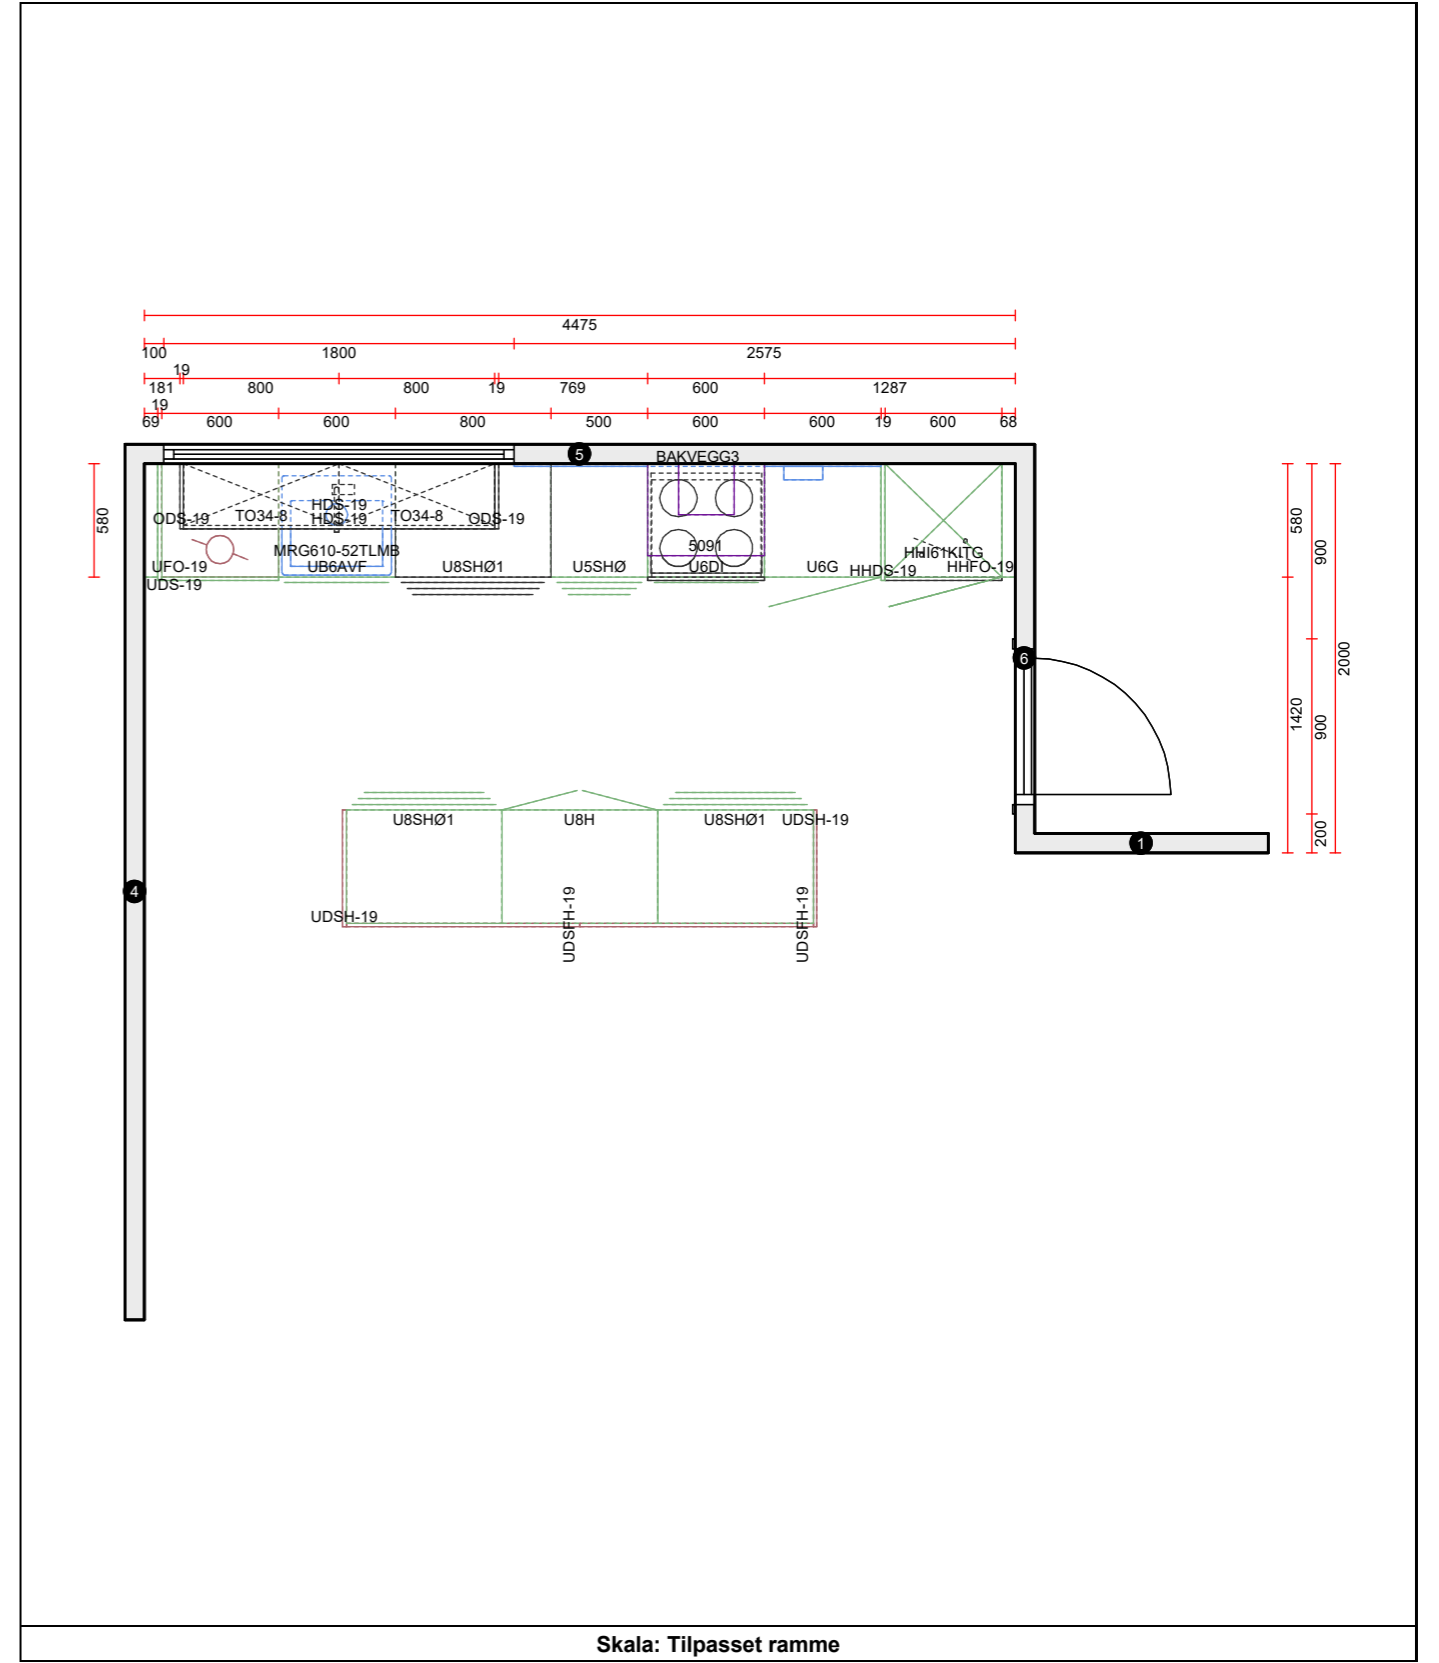 4475
100 1800 2575
19
181 800 800 19 769 600 1287
19
69 600 600 800 500 600 600 19 600 68
5
BAKVEGG3
580
580
900
2000
HDS-19
ODS-19 TO34-8 HDS-19 TO34-8 ODS-19
MRG610-52TLMB
5091
UFO-19 UB6AVF U8SHØ1 U5SHØ U6DI U6G HHDS-19 HHFO-19
UDS-19
6
1420
900
200
U8SHØ1 U8H U8SHØ1 UDSH-19
1
4
UDSH-19
UDSFH-19
UDSFH-19
Skala: Tilpasset ramme